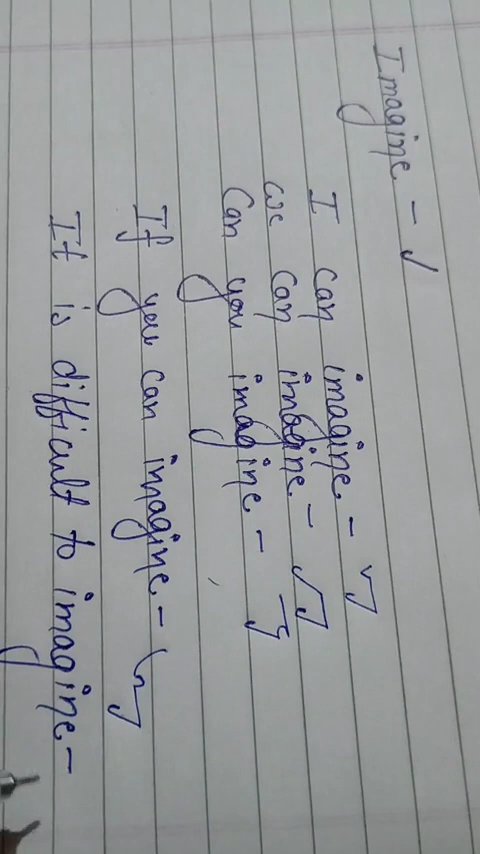 Imagine -
I can imagine -
we can imagine -
Can you imagine -
If you can imagine -
It is difficult to imagine -